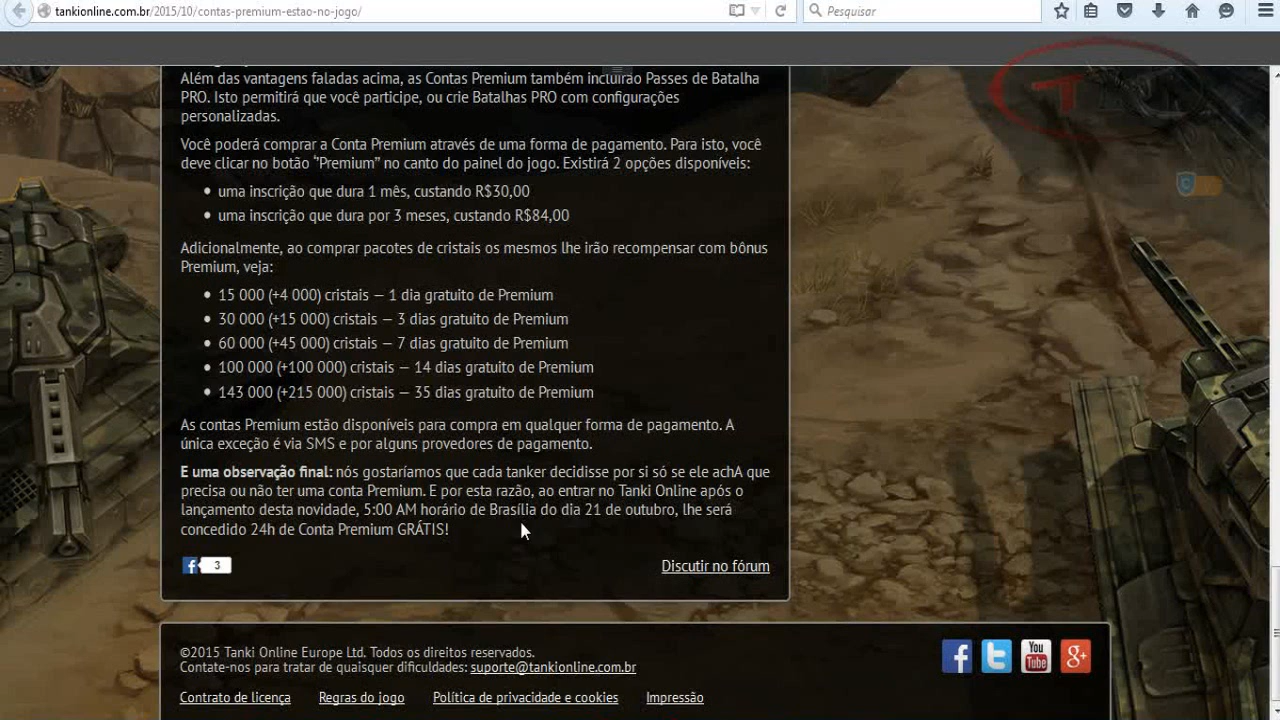 tankionline.com.br/2015/10/contas-premium-estao-no-jogo/
Pesquisar
Além das vantagens faladas acima, as Contas Premium também incluirão Passes de Batalha
PRO. Isto permitirá que você participe, ou crie Batalhas PRO com configurações
personalizadas.
Você poderá comprar a Conta Premium através de uma forma de pagamento. Para isto, você
deve clicar no botão "Premium" no canto do painel do jogo. Existirá 2 opções disponíveis:
• uma inscrição que dura 1 mês, custando R$30,00
• uma inscrição que dura por 3 meses, custando R$84,00
Adicionalmente, ao comprar pacotes de cristais os mesmos lhe irão recompensar com bônus
Premium, veja:
• 15 000 (+4 000) cristais — 1 dia gratuito de Premium
• 30 000 (+15 000) cristais — 3 dias gratuito de Premium
• 60 000 (+45 000) cristais — 7 dias gratuito de Premium
• 100 000 (+100 000) cristais — 14 dias gratuito de Premium
• 143 000 (+215 000) cristais — 35 dias gratuito de Premium
As contas Premium estão disponíveis para compra em qualquer forma de pagamento. A
única exceção é via SMS e por alguns provedores de pagamento.
E uma observação final: nós gostaríamos que cada tanker decidisse por si só se ele achA que
precisa ou não ter uma conta Premium. E por esta razão, ao entrar no Tanki Online após o
lançamento desta novidade, 5:00 AM horário de Brasília do dia 21 de outubro, lhe será
concedido 24h de Conta Premium GRÁTIS!
3
Discutir no fórum
©2015 Tanki Online Europe Ltd. Todos os direitos reservados.
Contate-nos para tratar de quaisquer dificuldades: suporte@tankionline.com.br
You
Tube
Contrato de licença Regras do jogo Política de privacidade e cookies Impressão